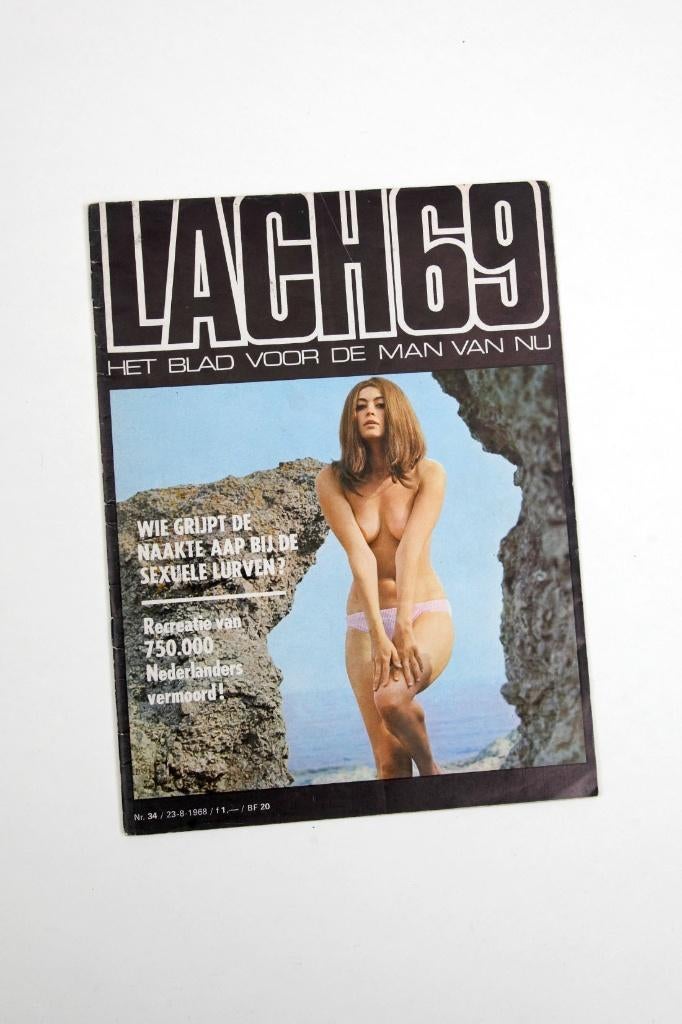 LACH69
HET BLAD VOOR DE MAN VAN NU
WIE GRIJPT DE
NAAKTE AAP BIJ DE
SEXUELE LURVEN?
Recreatie van
750.000
Nederlanders
vermoord!
Nr. 34 / 23-8-1968 / f 1,— / BF 20